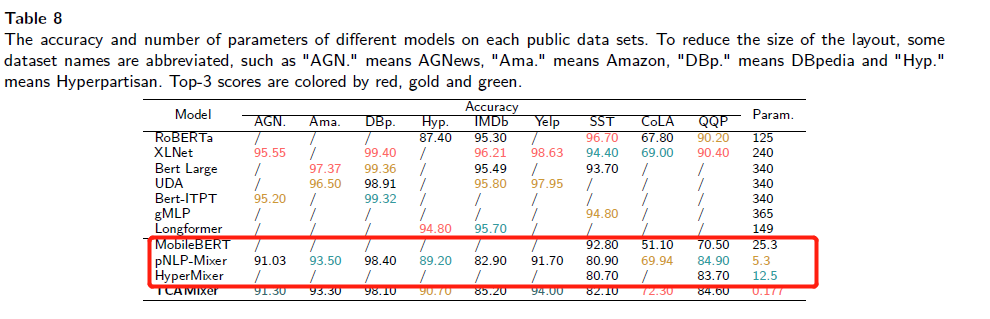 Table 8
The accuracy and number of parameters of different models on each public data sets. To reduce the size of the layout, some
dataset names are abbreviated, such as "AGN." means AGNews, "Ama." means Amazon, "DBp." means DBpedia and "Hyp."
means Hyperpartisan. Top-3 scores are colored by red, gold and green.
Model Accuracy Param.
AGN. Ama. DBp. Hyp. IMDb Yelp SST CoLA QQP
RoBERTa / / / 87.40 95.30 / 96.70 67.80 90.20 125
XLNet 95.55 / 99.40 / 96.21 98.63 94.40 69.00 90.40 240
Bert Large / 97.37 99.36 / 95.49 / 93.70 / / 340
UDA / 96.50 98.91 / 95.80 97.95 / / / 340
Bert-ITPT 95.20 / 99.32 / / / / / / 340
gMLP / / / / / / 94.80 / / 365
Longformer / / / 94.80 95.70 / / / / 149
MobileBERT / / / / / / 92.80 51.10 70.50 25.3
pNLP-Mixer 91.03 93.50 98.40 89.20 82.90 91.70 80.90 69.94 84.90 5.3
HyperMixer / / / / / / 80.70 / 83.70 12.5
TCAMixer 91.30 93.30 98.10 90.70 85.20 94.00 82.10 72.30 84.60 0.177